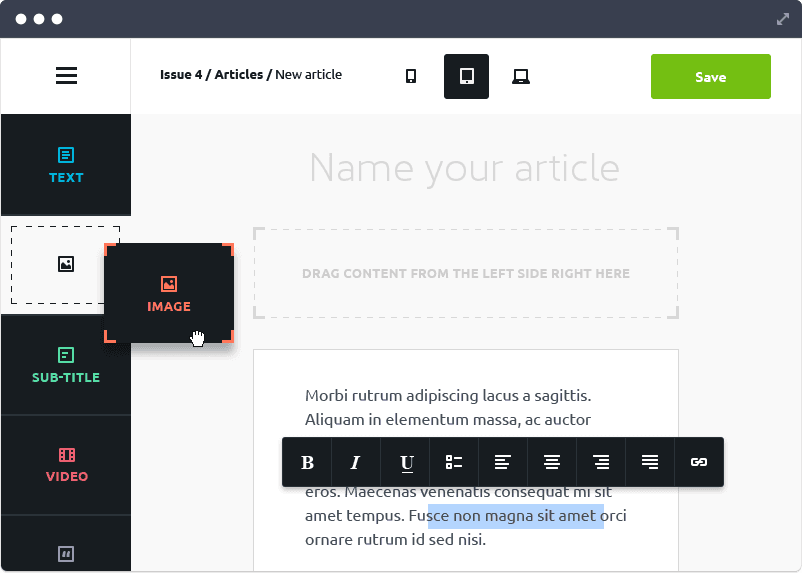 Issue 4 / Articles / New article
Save
TEXT
IMAGE
SUB-TITLE
VIDEO
Name your article
DRAG CONTENT FROM THE LEFT SIDE RIGHT HERE
Morbi rutrum adipiscing lacus a sagittis.
Aliquam in elementum massa, ac auctor
B I U
eros. Maecenas venenatis consequat mi sit
amet tempus. Fusce non magna sit amet orci
ornare rutrum id sed nisi.